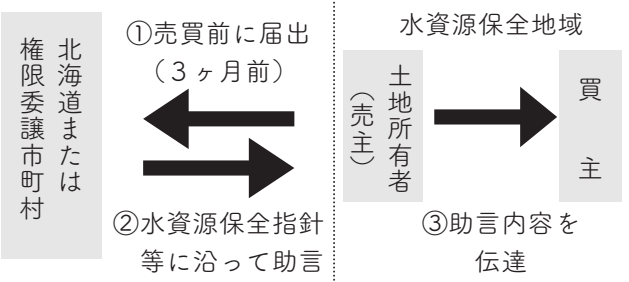 北海道または
権限委譲市町村
①売買前に届出
（３ヶ月前）
②水資源保全指針
等に沿って助言
水資源保全地域
土地所有者
（売主）
買主
③助言内容を
伝達